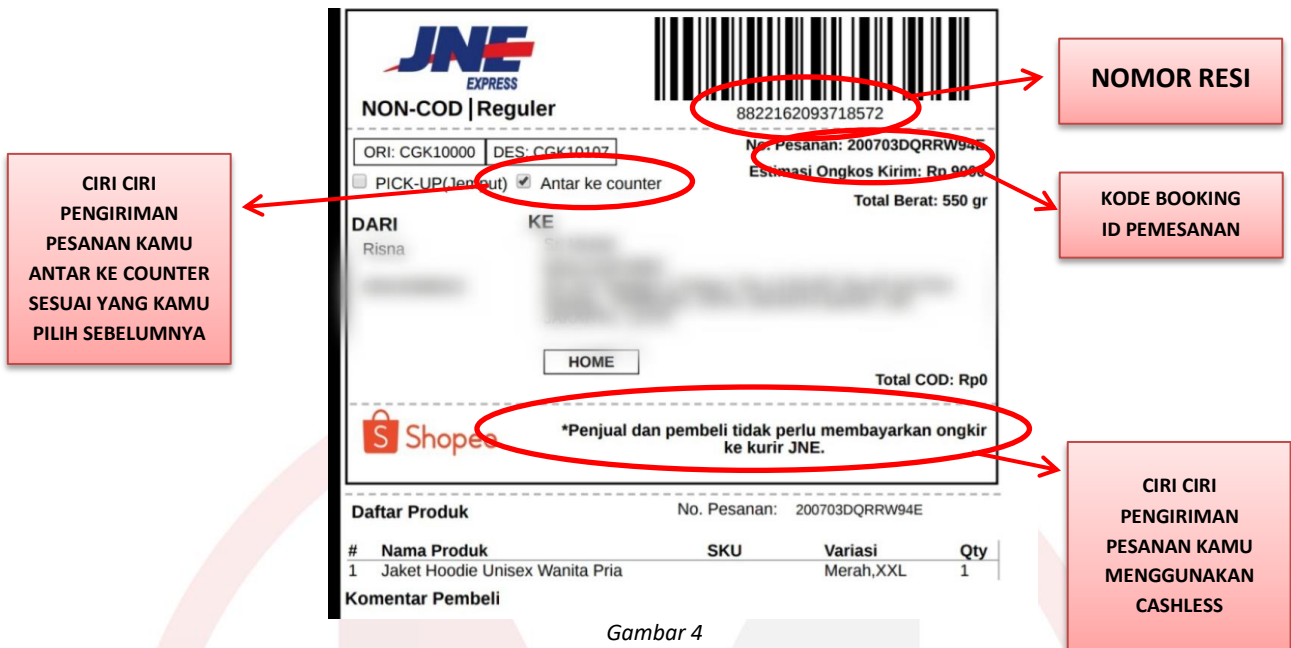 JNE
EXPRESS
NON-COD | Reguler
8822162093718572
NOMOR RESI
ORI: CGK10000
DES: CGK10107
No. Pesanan: 200703DQRRW94E
Estimasi Ongkos Kirim: Rp 9000
Total Berat: 550 gr
PICK-UP(Jemput)
Antar ke counter
KODE BOOKING
ID PEMESANAN
CIRI CIRI
PENGIRIMAN
PESANAN KAMU
ANTAR KE COUNTER
SESUAI YANG KAMU
PILIH SEBELUMNYA
DARI
KE
Risna
HOME
Total COD: Rp0
Shopee
*Penjual dan pembeli tidak perlu membayarkan ongkir
ke kurir JNE.
CIRI CIRI
PENGIRIMAN
PESANAN KAMU
MENGGUNAKAN
CASHLESS
Daftar Produk
No. Pesanan: 200703DQRRW94E
# Nama Produk SKU Variasi Qty
1 Jaket Hoodie Unisex Wanita Pria Merah,XXL 1
Komentar Pembeli
Gambar 4